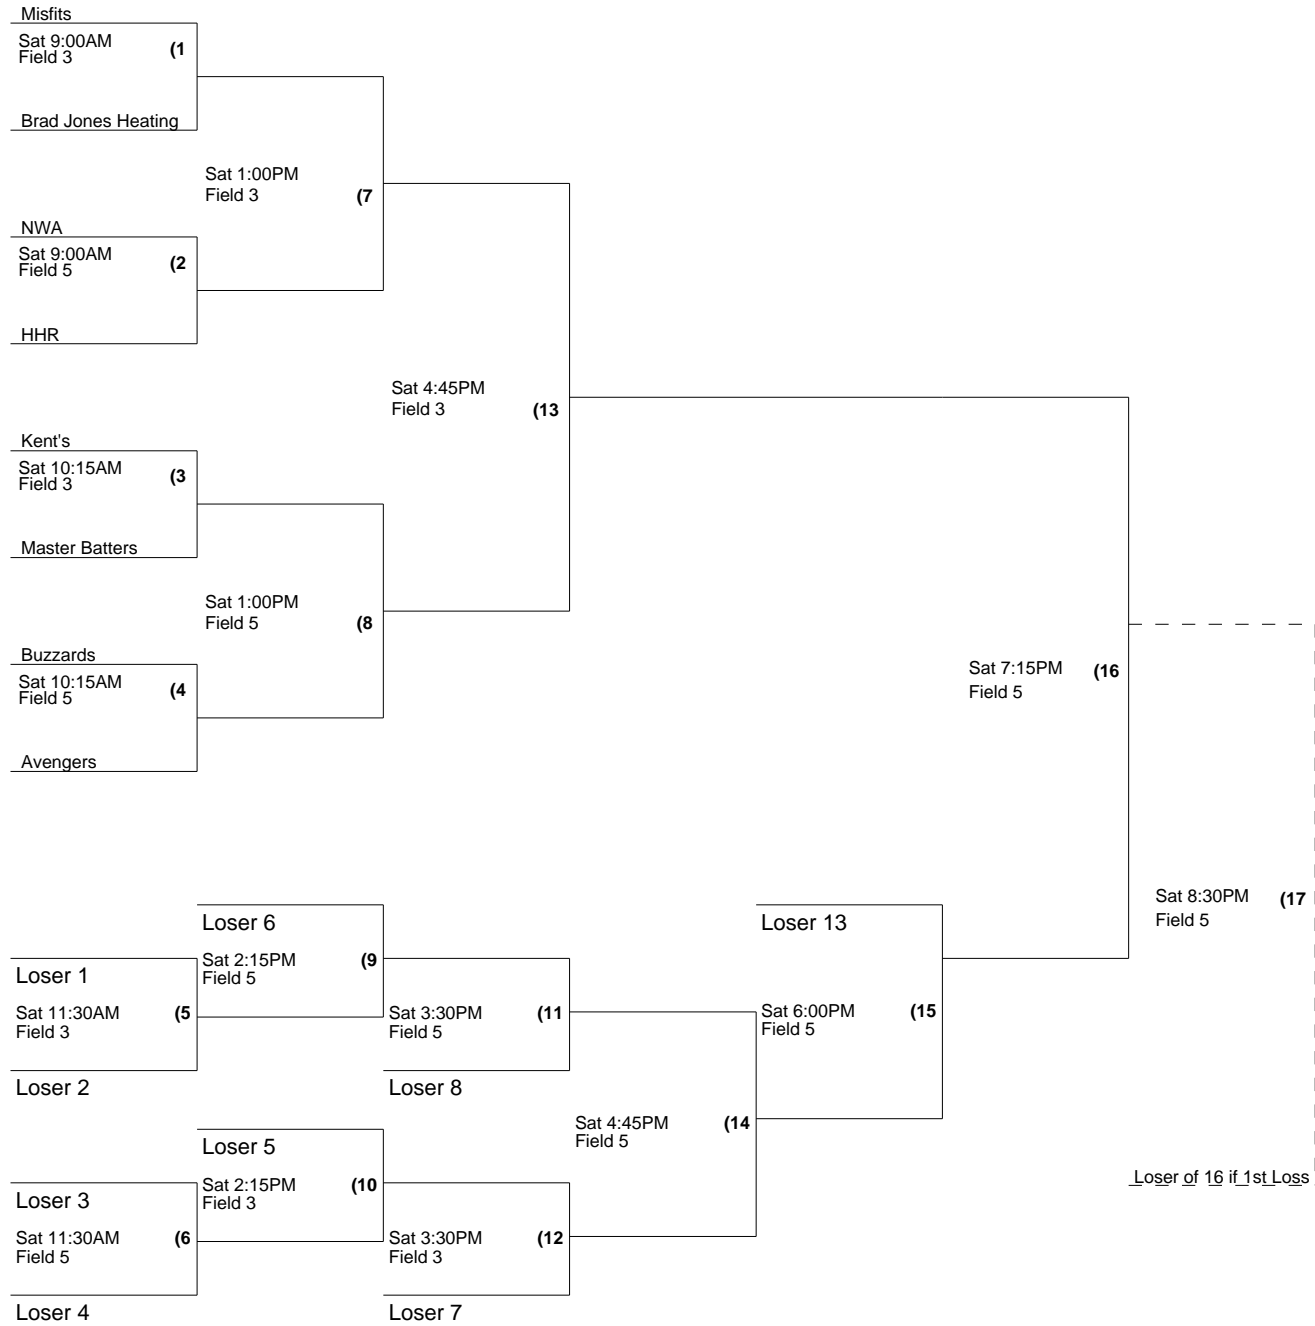 Misfits
Sat 9:00AM
Field 3
(1
Brad Jones Heating
Sat 1:00PM
Field 3
(7
NWA
Sat 9:00AM
Field 5
(2
HHR
Sat 4:45PM
Field 3
(13
Kent's
Sat 10:15AM
Field 3
(3
Master Batters
Sat 1:00PM
Field 5
(8
Buzzards
Sat 10:15AM
Field 5
(4
Avengers
Sat 7:15PM
Field 5
(16
Sat 8:30PM
Field 5
(17
Loser of 16 if 1st Loss
Loser 6
Sat 2:15PM
Field 5
(9
Loser 1
Sat 11:30AM
Field 3
(5
Loser 2
Sat 3:30PM
Field 5
(11
Loser 8
Loser 13
Sat 6:00PM
Field 5
(15
Sat 4:45PM
Field 5
(14
Loser 5
Sat 2:15PM
Field 3
(10
Loser 3
Sat 11:30AM
Field 5
(6
Loser 4
Sat 3:30PM
Field 3
(12
Loser 7